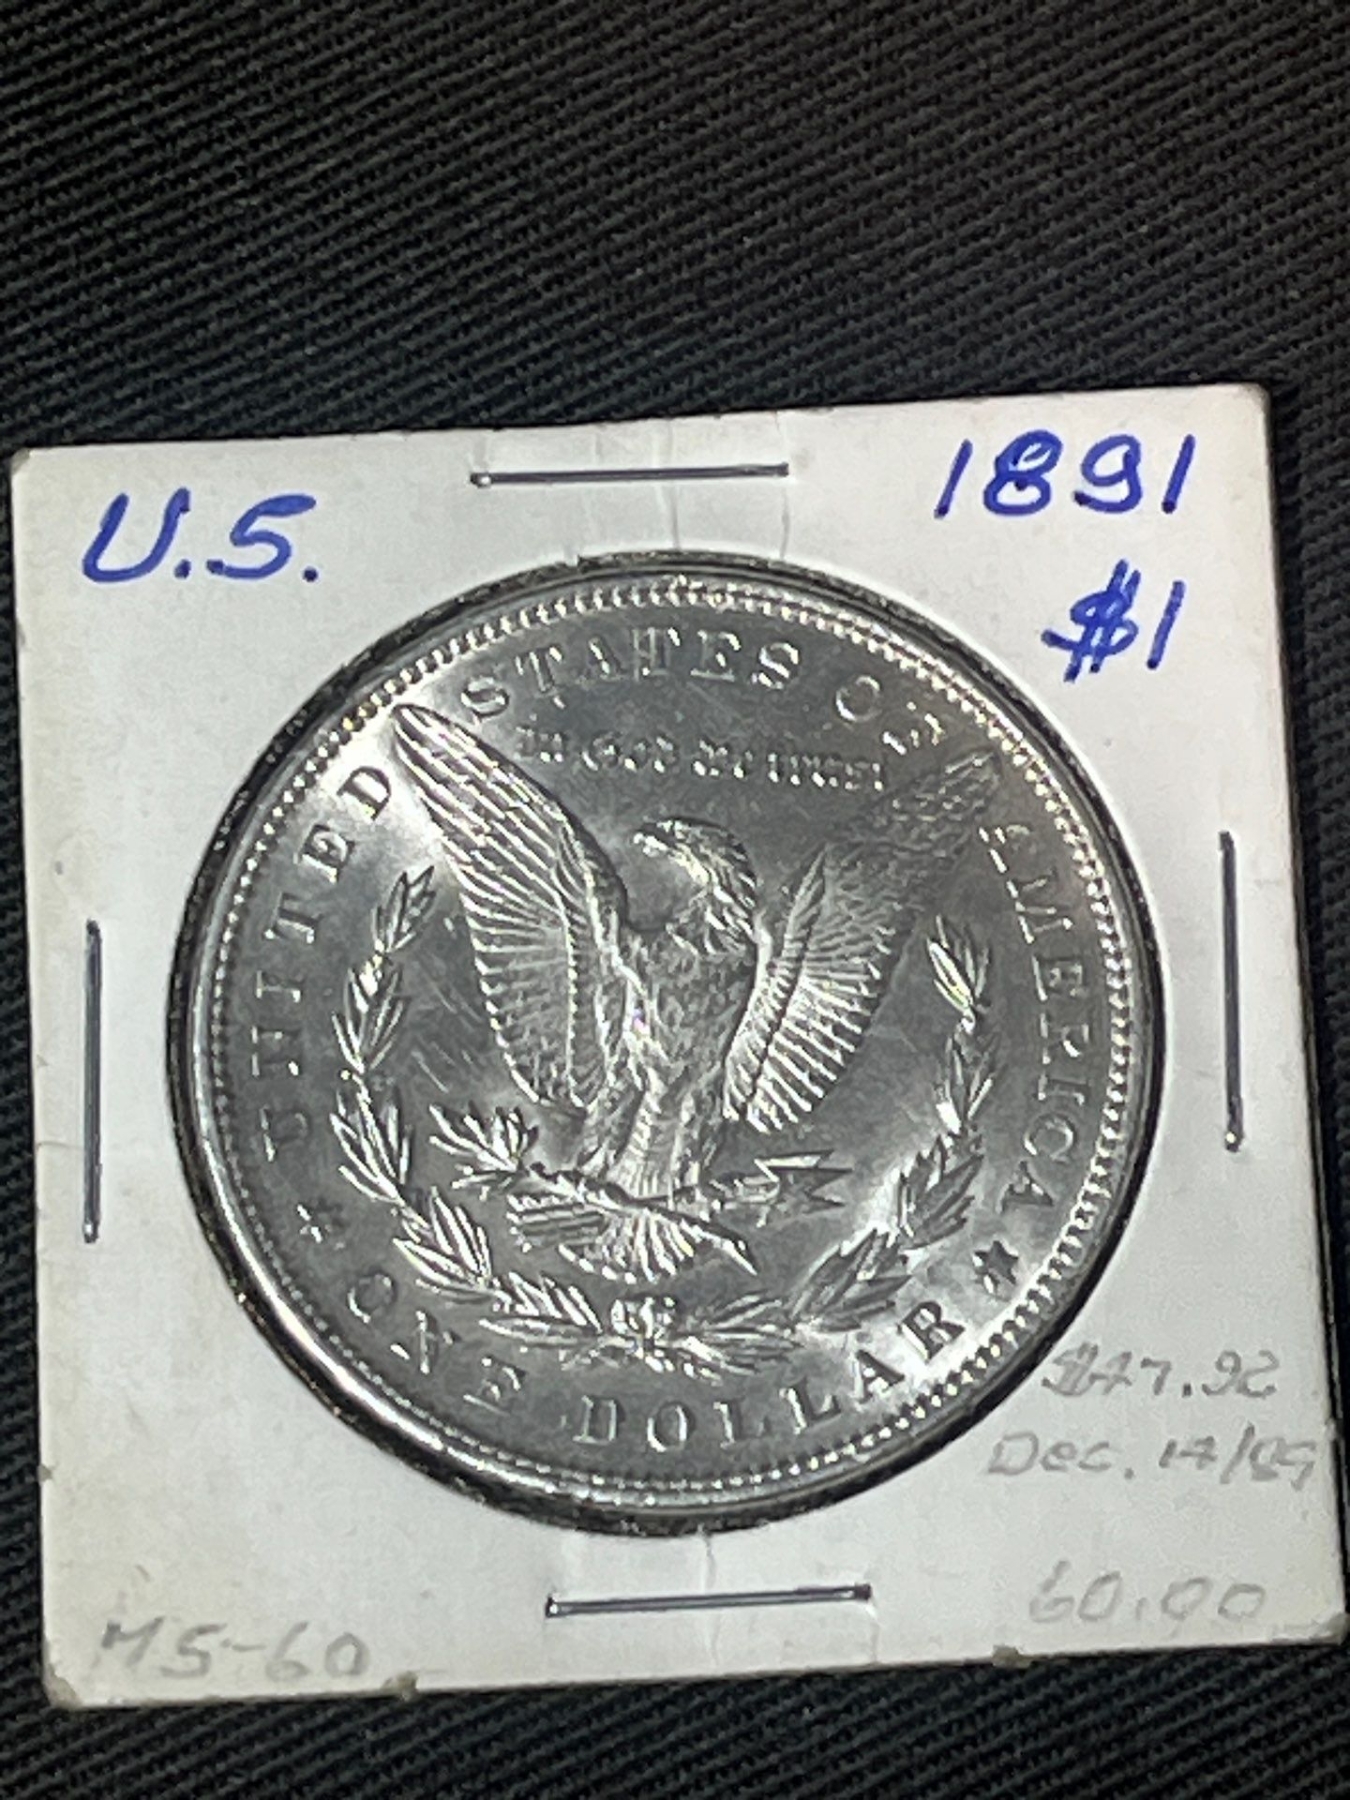 U.S.
1891
$1
UNITED STATES OF AMERICA
In God we trust
ONE DOLLAR
$47.92
Dec. 14/89
60.00
MS-60